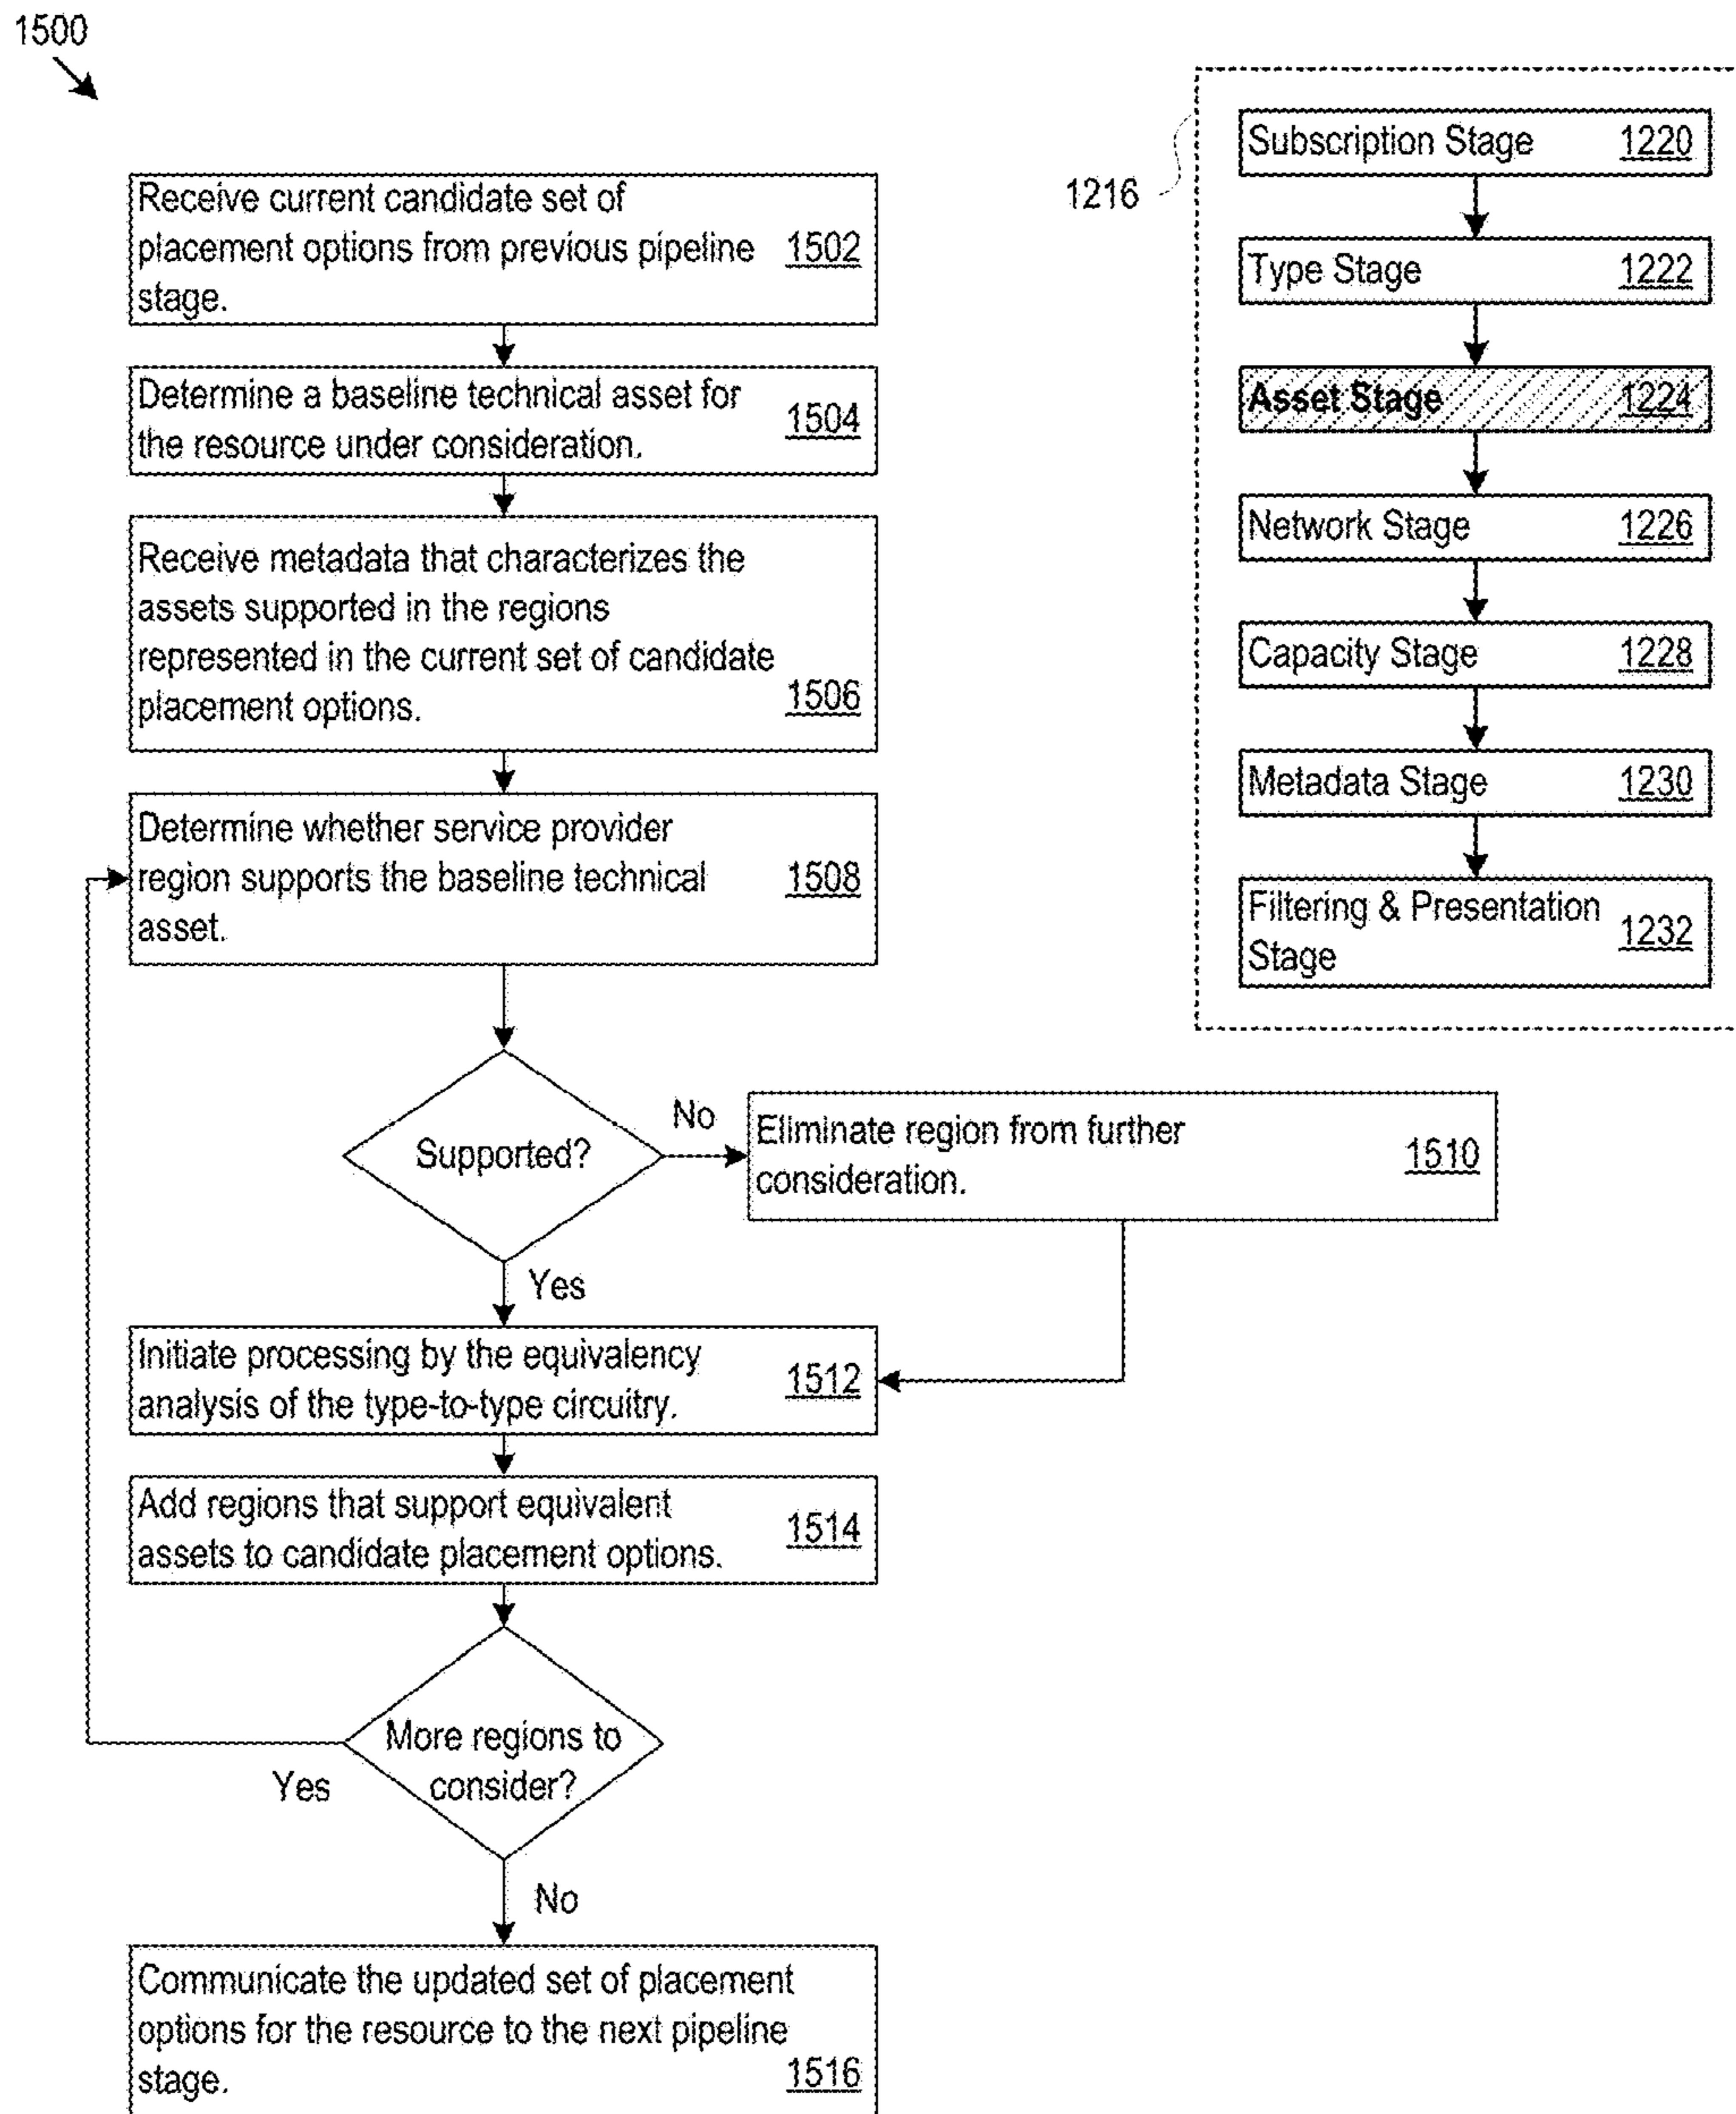 1500
Receive current candidate set of
placement options from previous pipeline 1502
stage.
Determine a baseline technical asset for
the resource under consideration. 1504
Receive metadata that characterizes the
assets supported in the regions
represented in the current set of candidate
placement options. 1506
Determine whether service provider
region supports the baseline technical 1508
asset.
Supported?
No
Eliminate region from further
consideration. 1510
Yes
Initiate processing by the equivalency
analysis of the type-to-type circuitry. 1512
Add regions that support equivalent
assets to candidate placement options. 1514
More regions to
consider?
Yes
No
Communicate the updated set of placement
options for the resource to the next pipeline
stage. 1516
1216
Subscription Stage 1220
Type Stage 1222
Asset Stage 1224
Network Stage 1226
Capacity Stage 1228
Metadata Stage 1230
Filtering & Presentation
Stage 1232